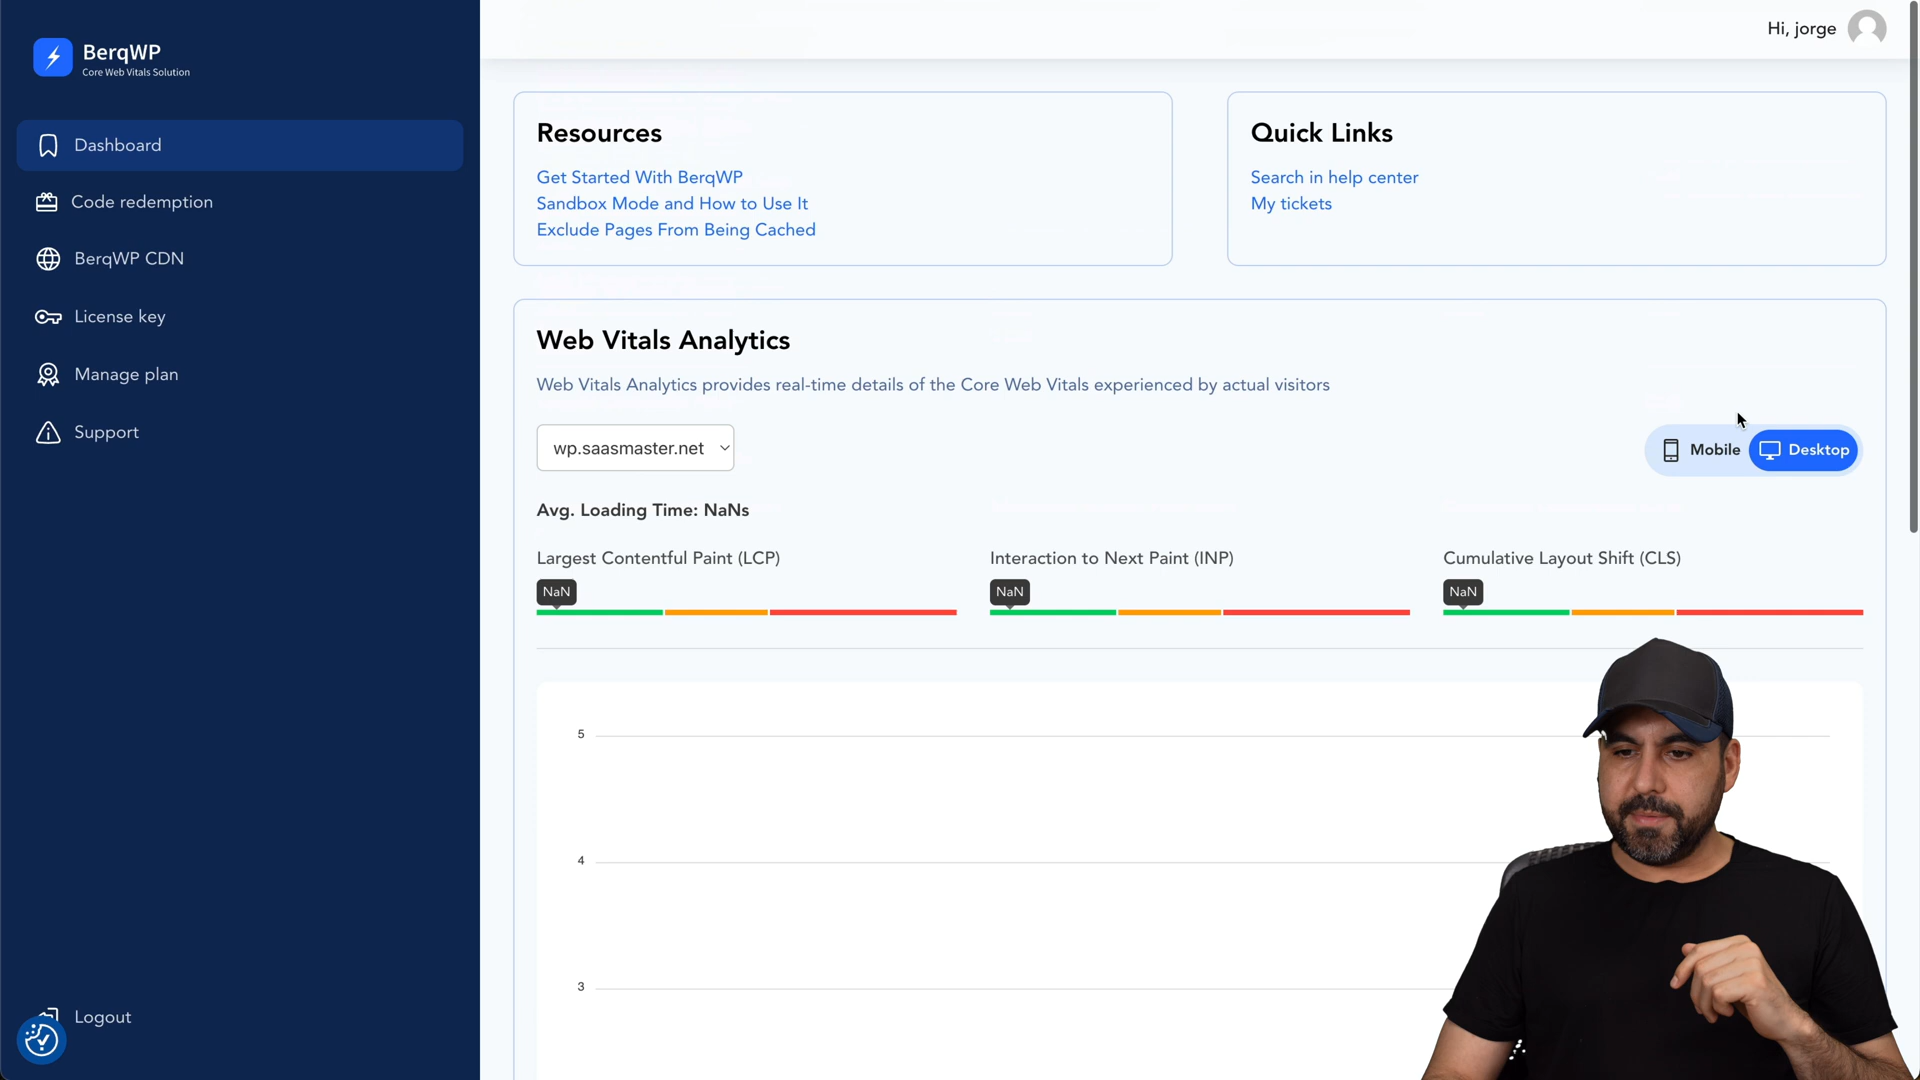 BerqWP
Core Web Vitals Solution
Dashboard
Code redemption
BerqWP CDN
License key
Manage plan
Support
Logout
Hi, jorge
Resources
Get Started With BerqWP
Sandbox Mode and How to Use It
Exclude Pages From Being Cached
Quick Links
Search in help center
My tickets
Web Vitals Analytics
Web Vitals Analytics provides real-time details of the Core Web Vitals experienced by actual visitors
wp.saasmaster.net
Mobile
Desktop
Avg. Loading Time: NaNs
Largest Contentful Paint (LCP)
NaN
Interaction to Next Paint (INP)
NaN
Cumulative Layout Shift (CLS)
NaN
5
4
3